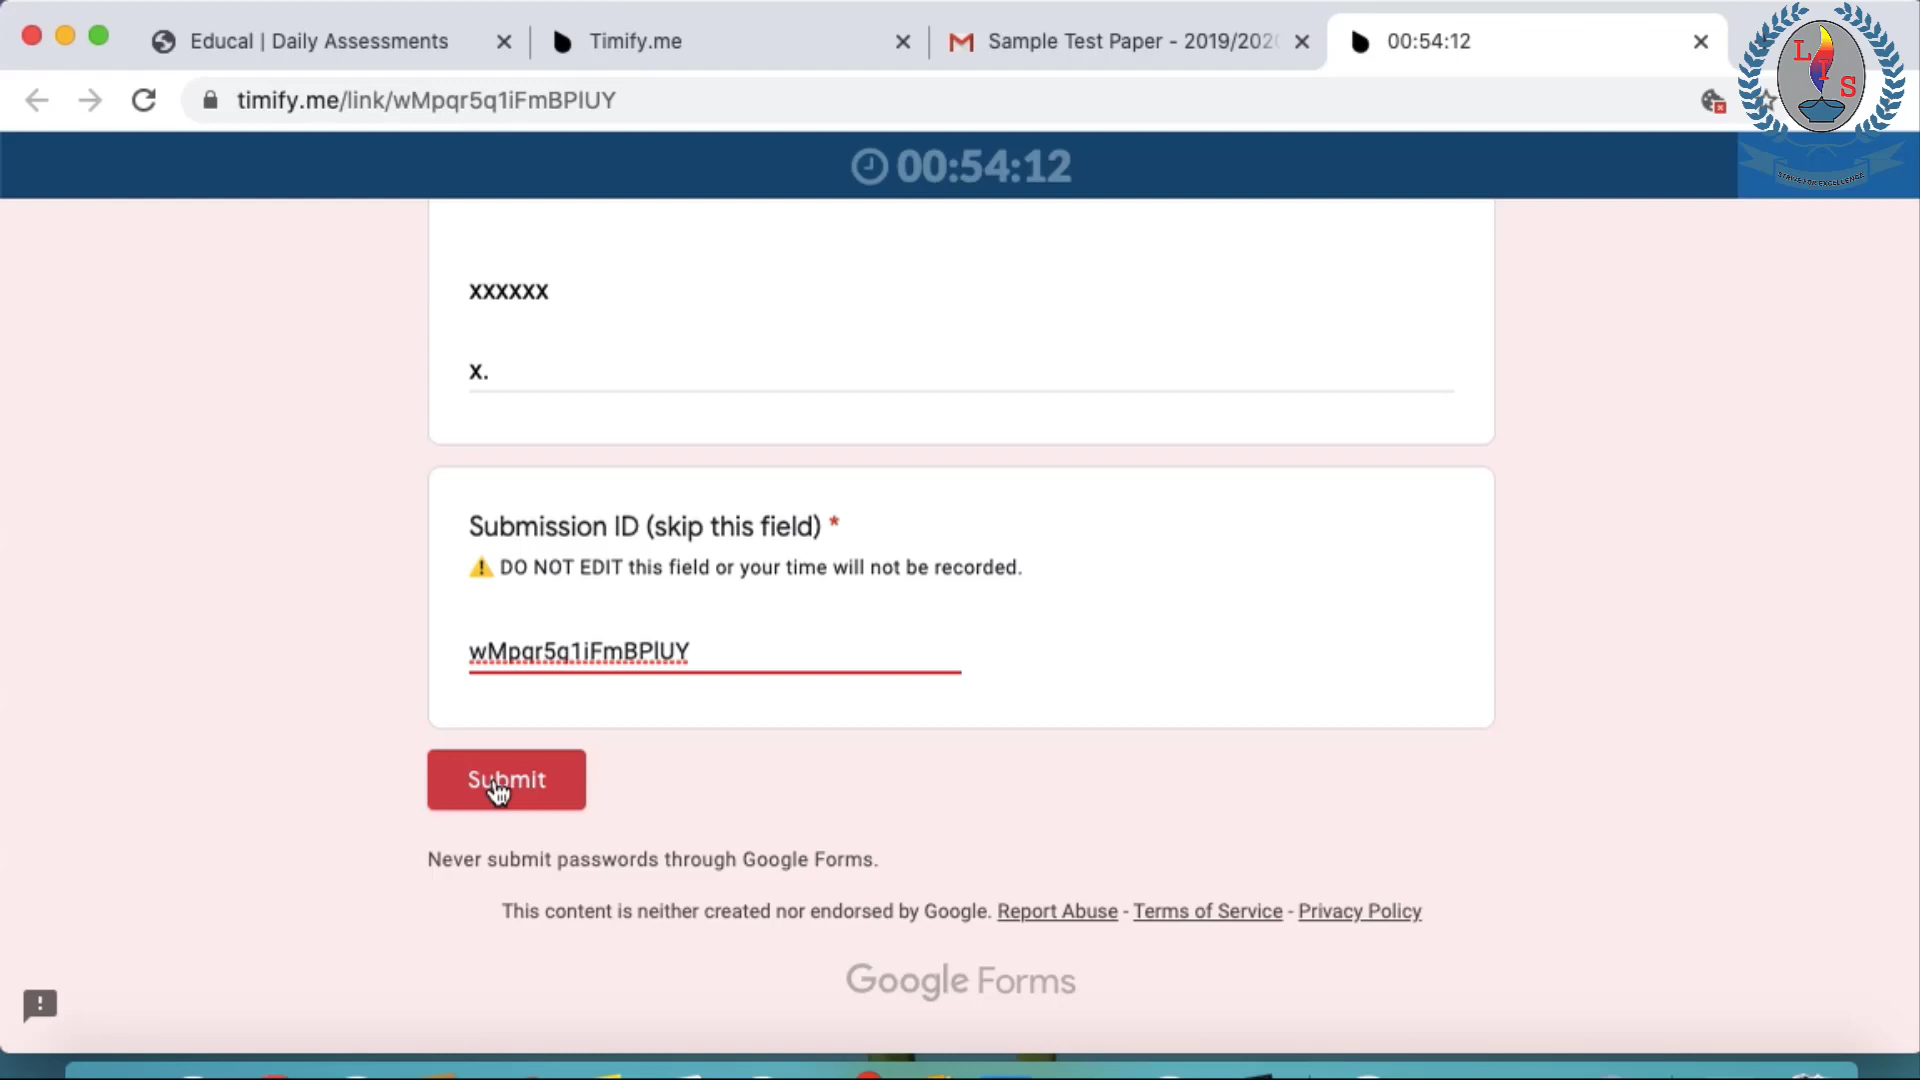 Educal | Daily Assessments
Timify.me
Sample Test Paper - 2019/202
00:54:12
timify.me/link/wMpqr5q1iFmBPlUY
L
I
S
STRIVE FOR EXCELLENCE
00:54:12
xxxxxx
x.
Submission ID (skip this field) *
DO NOT EDIT this field or your time will not be recorded.
wMpqr5q1iFmBPlUY
Submit
Never submit passwords through Google Forms.
This content is neither created nor endorsed by Google. Report Abuse - Terms of Service - Privacy Policy
Google Forms